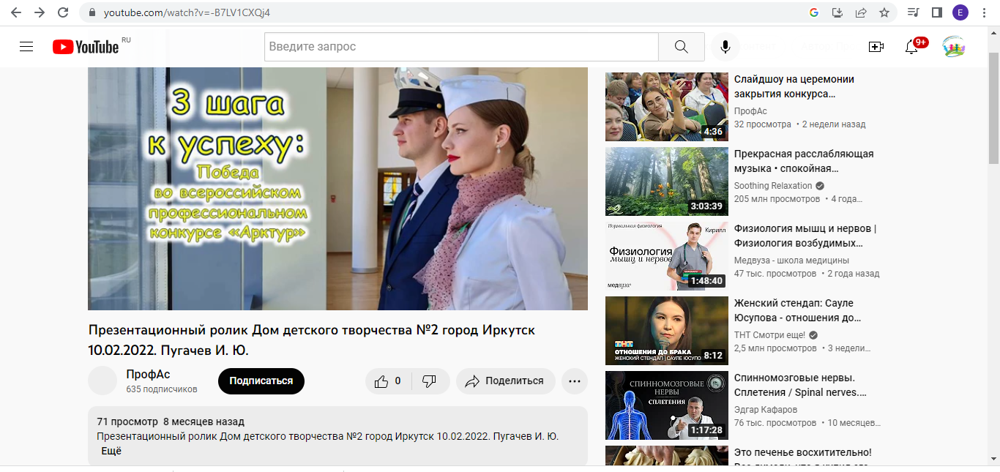 youtube.com/watch?v=-B7LV1CXQj4
E
YouTube RU
Введите запрос
9+
3 шага
к успеху:
Победа
во всероссийском
профессиональном
конкурсе «Арктур»
Презентационный ролик Дом детского творчества №2 город Иркутск
10.02.2022. Пугачев И. Ю.
ПрофАс
635 подписчиков
Подписаться
0
Поделиться
71 просмотр 8 месяцев назад
Презентационный ролик Дом детского творчества №2 город Иркутск 10.02.2022. Пугачев И. Ю.
Ещё
4:36
Слайдшоу на церемонии
закрытия конкурса...
ПрофАс
32 просмотра • 2 недели назад
3:03:39
Прекрасная расслабляющая
музыка • спокойная...
Soothing Relaxation
205 млн просмотров • 4 года...
Нормальная физиология
Кирилл
Физиология
мышц и нервов
медвуза
1:48:40
Физиология мышц и нервов |
Физиология возбудимых...
Медвуза - школа медицины
47 тыс. просмотров • 2 года назад
ТНТ
ОТНОШЕНИЯ ДО БРАКА
ЖЕНСКИЙ СТЕНДАП | САУЛЕ ЮСУПО
8:12
Женский стендап: Сауле
Юсупова - отношения до...
ТНТ Смотри еще!
2,5 млн просмотров • 3 недели...
СПИННОМОЗГОВЫЕ
НЕРВЫ
СПЛЕТЕНИЯ
1:17:28
Спинномозговые нервы.
Сплетения / Spinal nerves....
Эдгар Кафаров
76 тыс. просмотров • 10 месяцев...
Это печенье восхитительно!